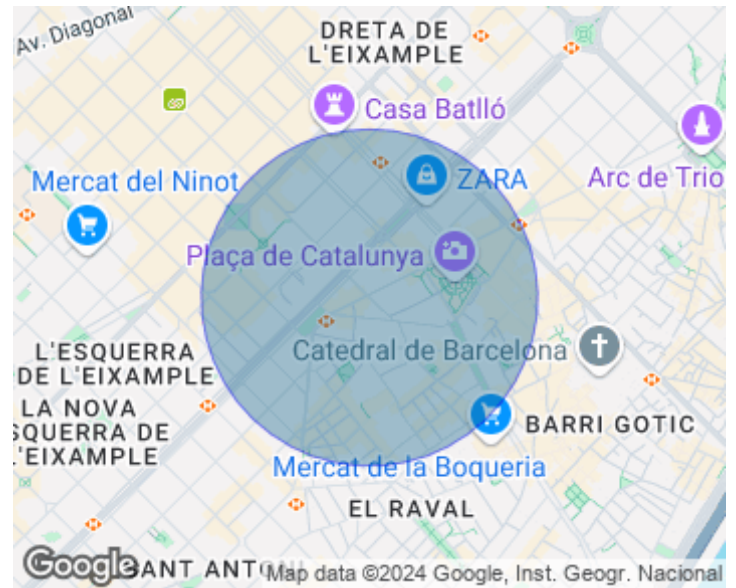 Av. Diagonal
DRETA DE
L'EIXAMPLE
Casa Batlló
Mercat del Ninot
ZARA
Arc de Trio
Plaça de Catalunya
L'ESQUERRA
DE L'EIXAMPLE
Catedral de Barcelona
LA NOVA
SQUERRA DE
L'EIXAMPLE
BARRI GOTIC
Mercat de la Boqueria
EL RAVAL
Google
SANT ANTONI
Map data ©2024 Google, Inst. Geogr. Nacional